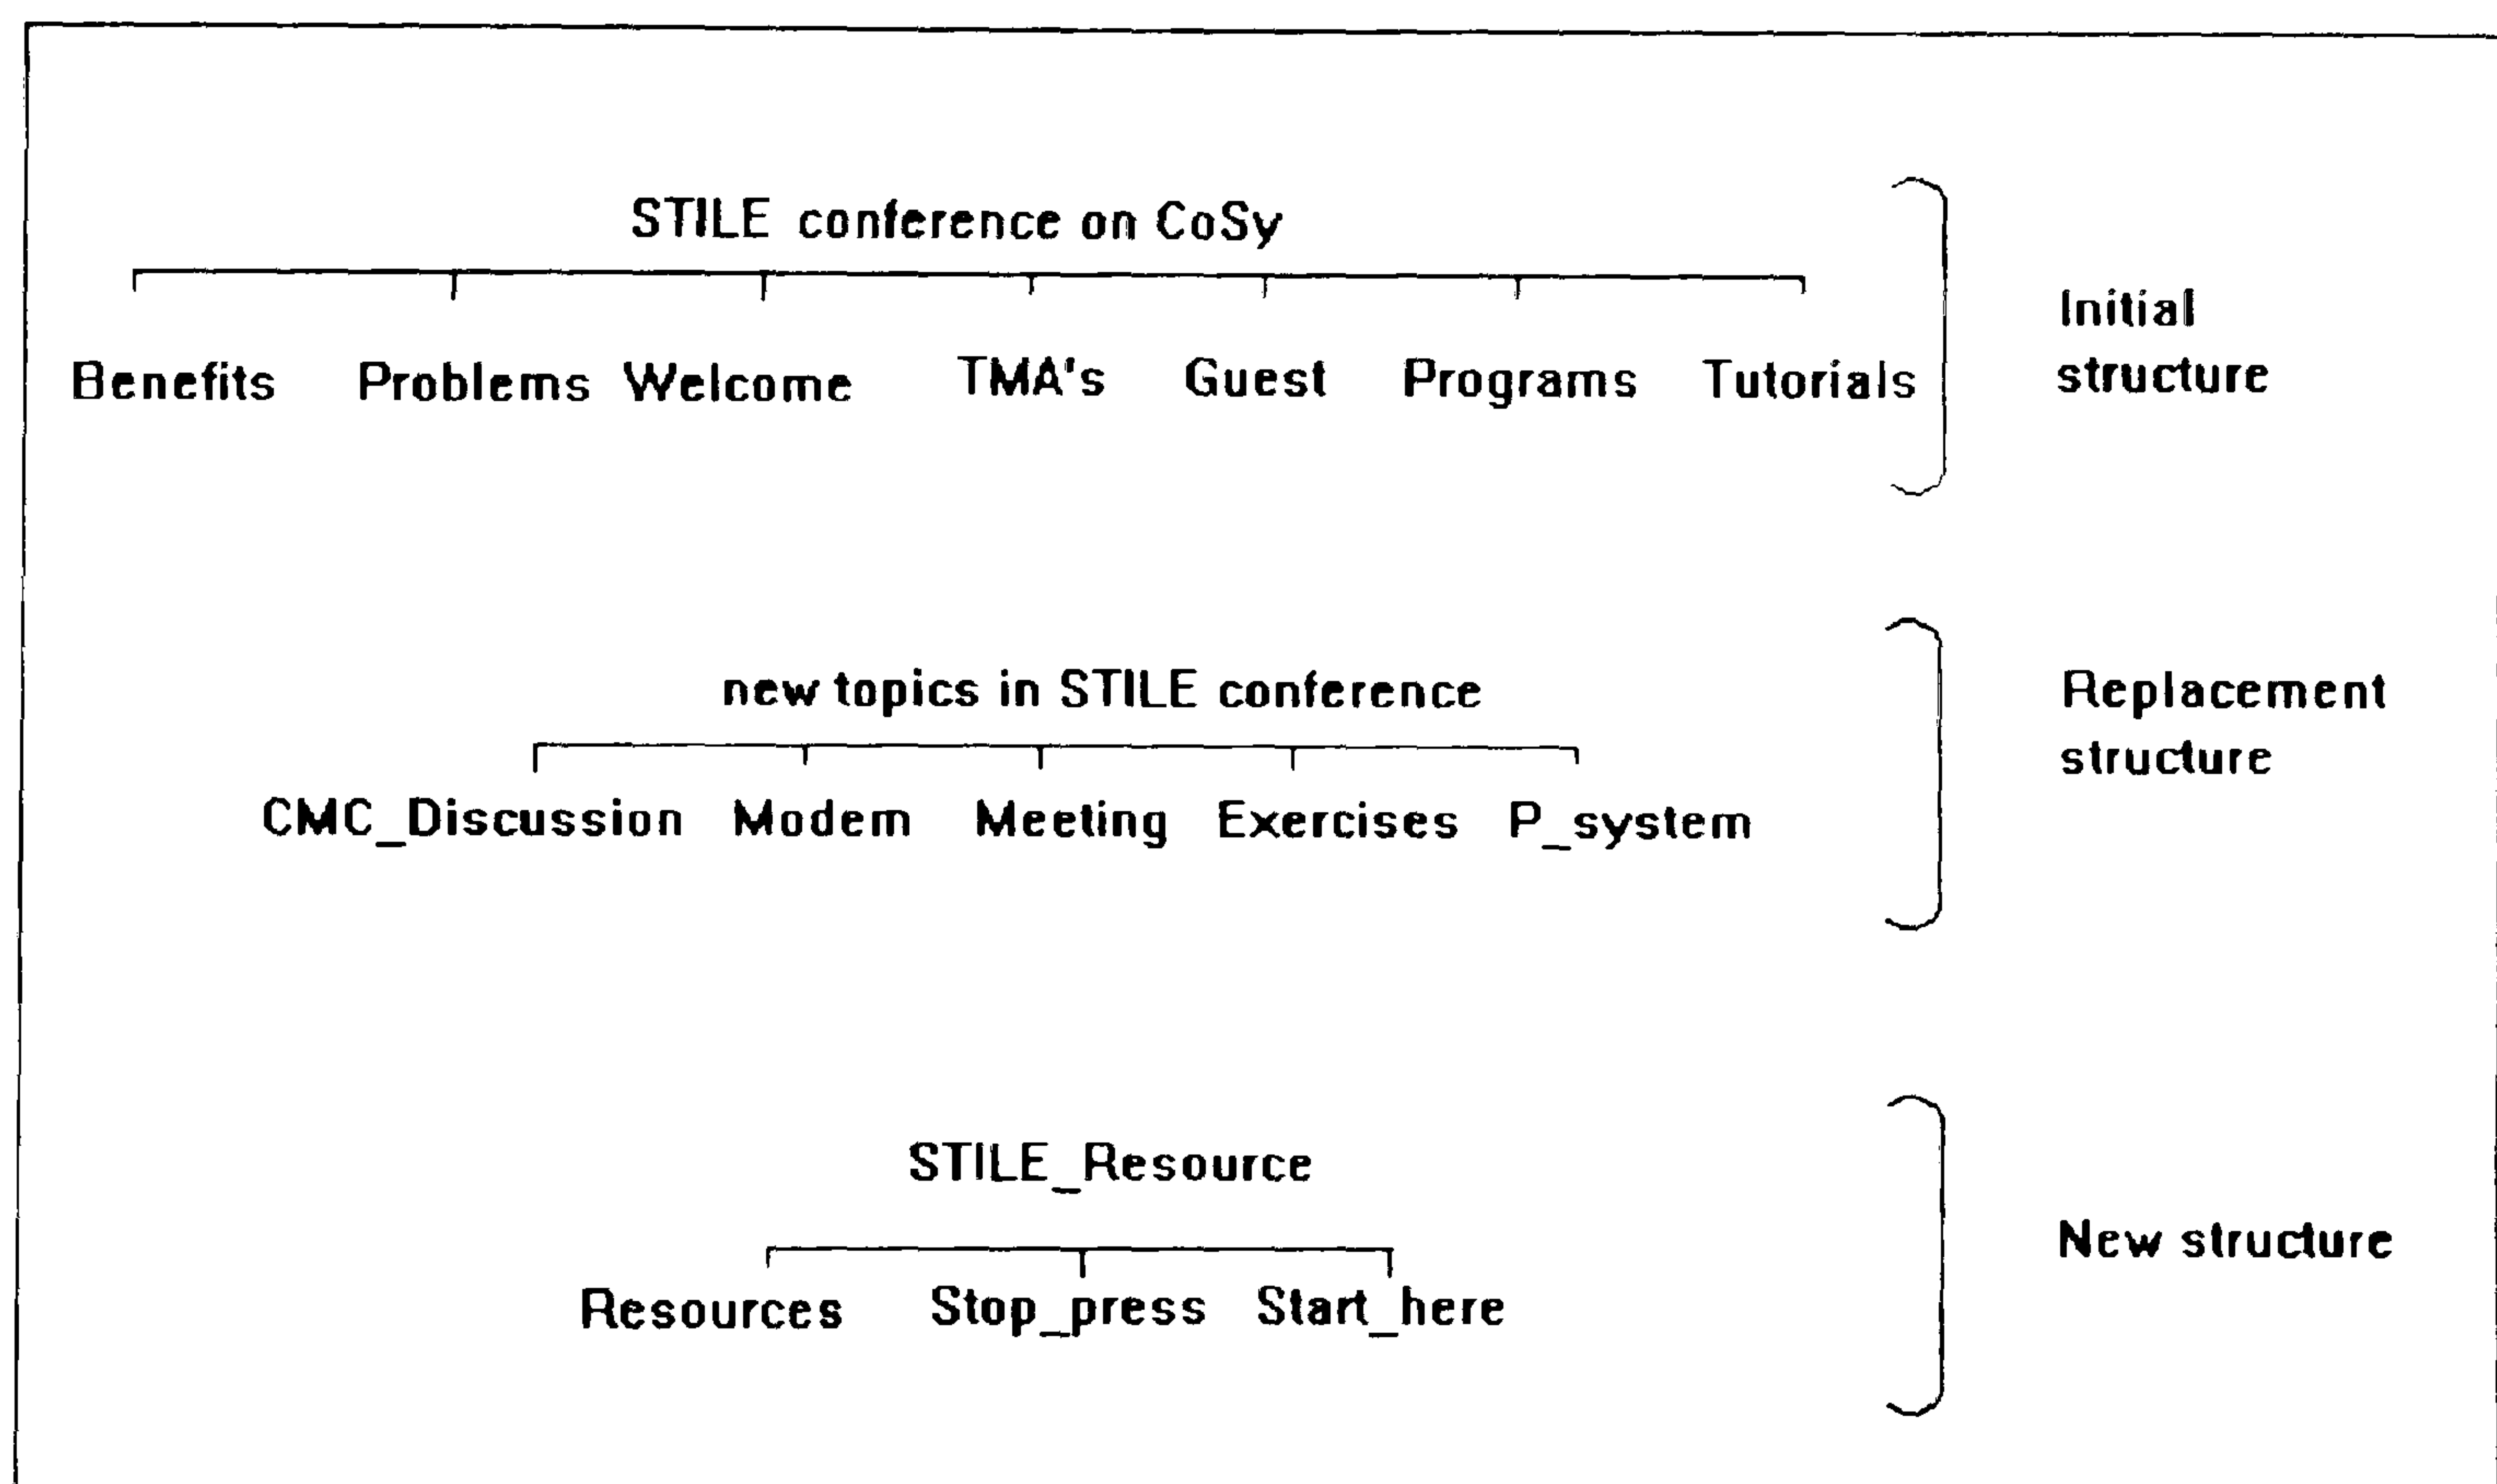 STILE conference on CoSy
Benefits Problems Welcome TMA's Guest Programs Tutorials
Initial
structure
new topics in STILE conference
CMC_Discussion Modem Meeting Exercises P_system
Replacement
structure
STILE_Resource
Resources Stop_press Start_here
New structure